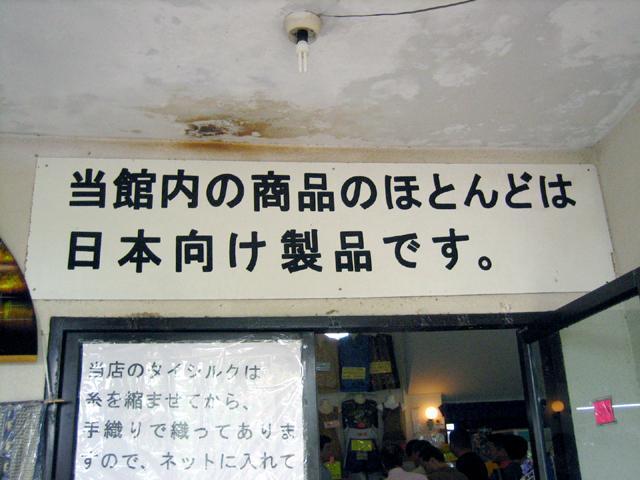 当館内の商品のほとんどは
日本向け製品です。
当店のタイシルクは
糸を縮ませてから、
手織りで織ってありま
すので、ネットに入れて